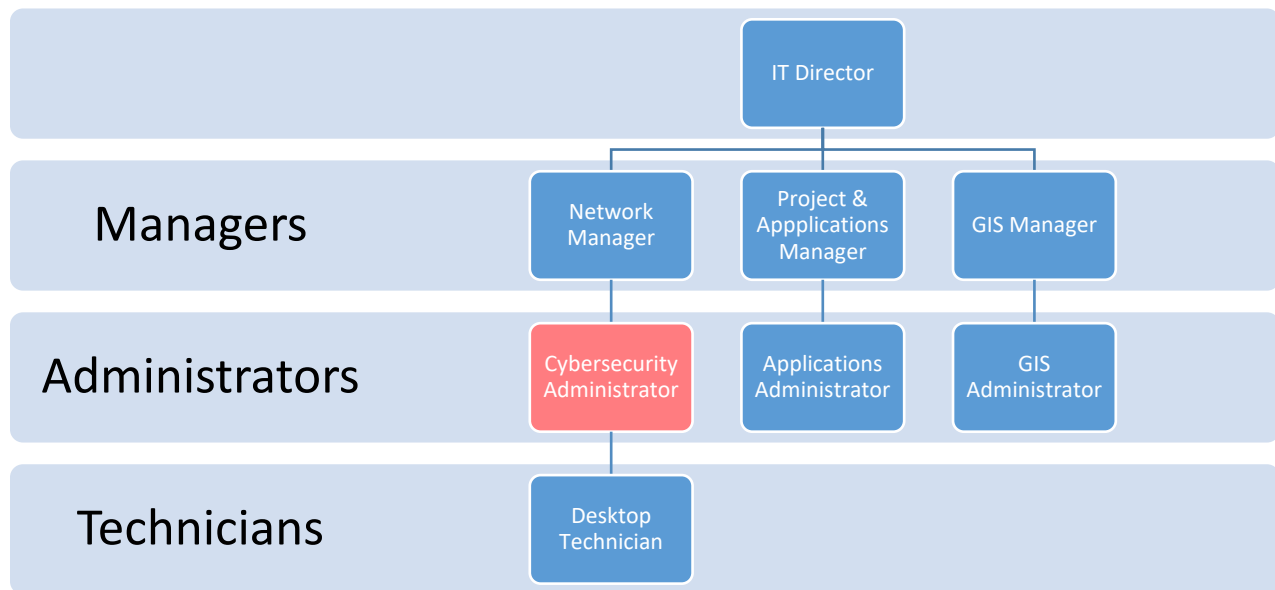 IT Director
Managers
Network
Manager
Project &
Appplications
Manager
GIS Manager
Administrators
Cybersecurity
Administrator
Applications
Administrator
GIS
Administrator
Technicians
Desktop
Technician